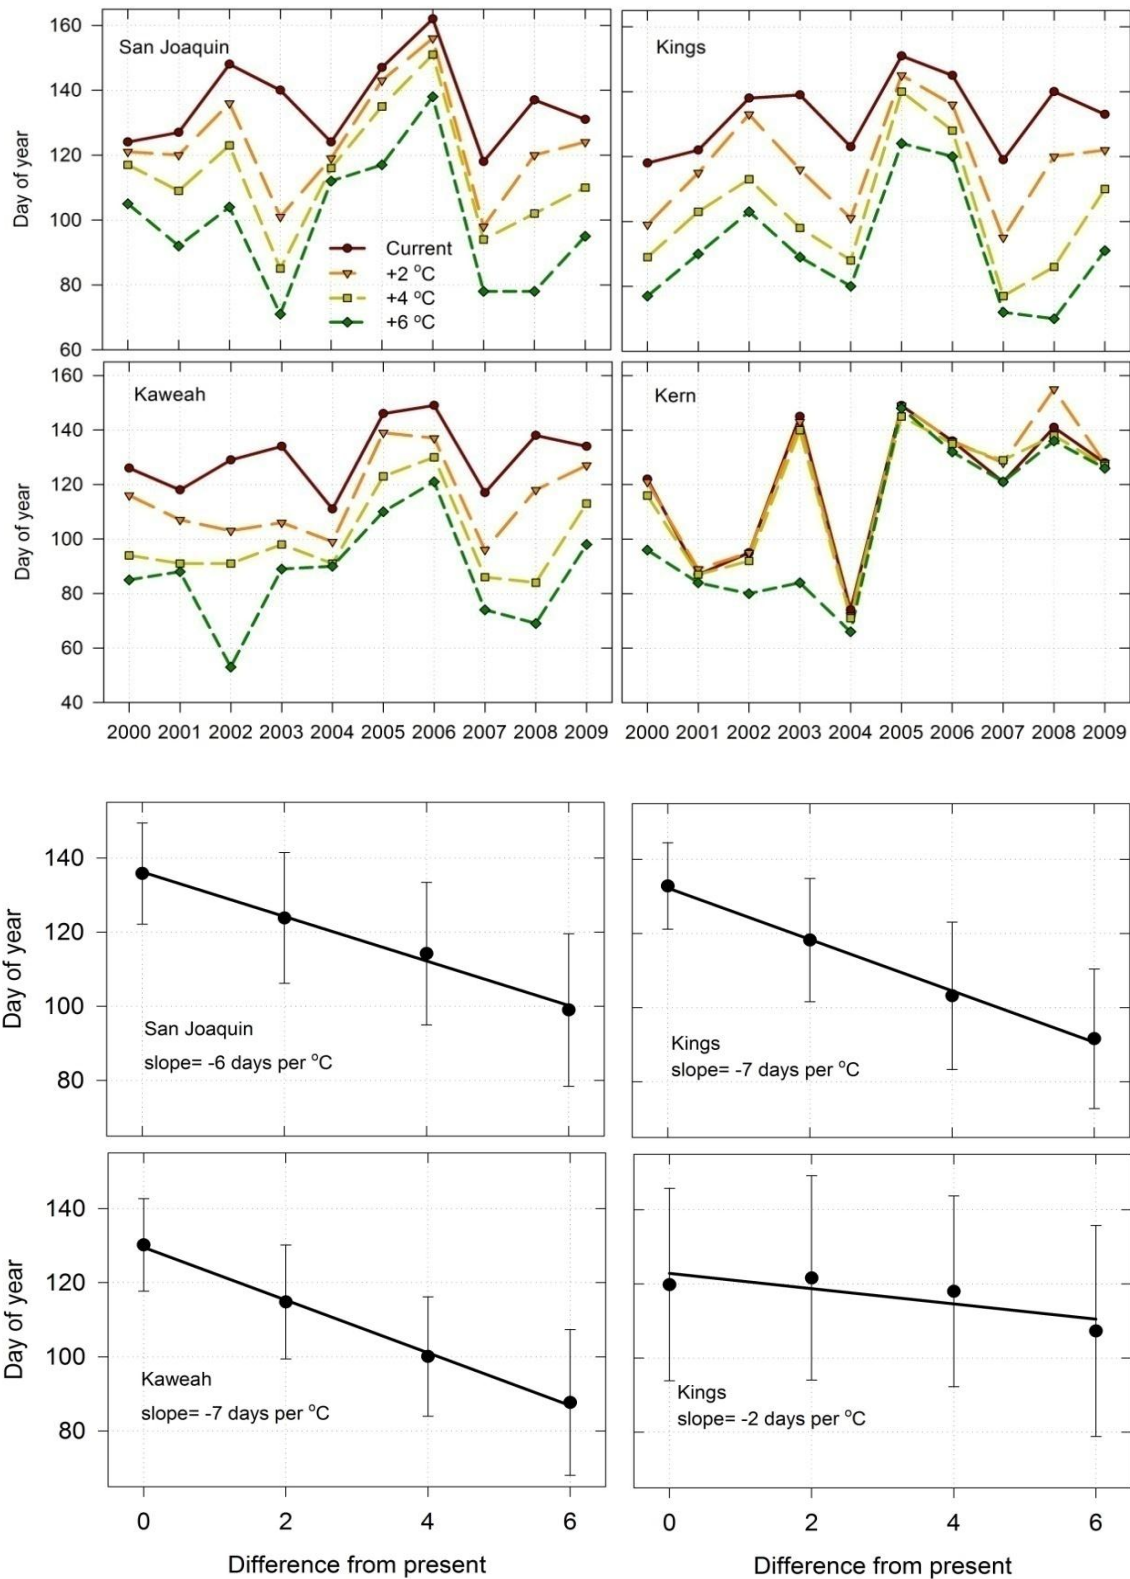 160
140
120
100
80
60
Day of year
San Joaquin
Current
+2 °C
+4 °C
+6 °C
Kings
160
140
120
100
80
60
40
Day of year
Kaweah
Kern
2000 2001 2002 2003 2004 2005 2006 2007 2008 2009
2000 2001 2002 2003 2004 2005 2006 2007 2008 2009
140
120
100
80
Day of year
San Joaquin
slope= -6 days per °C
Kings
slope= -7 days per °C
140
120
100
80
Day of year
Kaweah
slope= -7 days per °C
Kings
slope= -2 days per °C
0 2 4 6
0 2 4 6
Difference from present
Difference from present